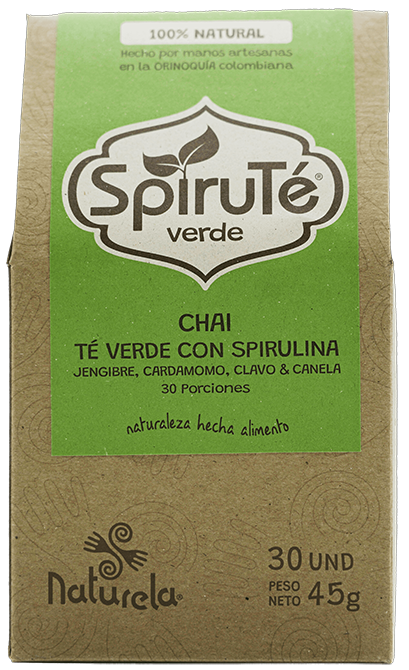 100% NATURAL
Hecho por manos artesanas
en la ORINOQUÍA colombiana
SpiruTé®
verde
CHAI
TÉ VERDE CON SPIRULINA
JENGIBRE, CARDAMOMO, CLAVO & CANELA
30 Porciones
naturaleza hecha alimento
Naturela®
30 UND
PESO
NETO 45g